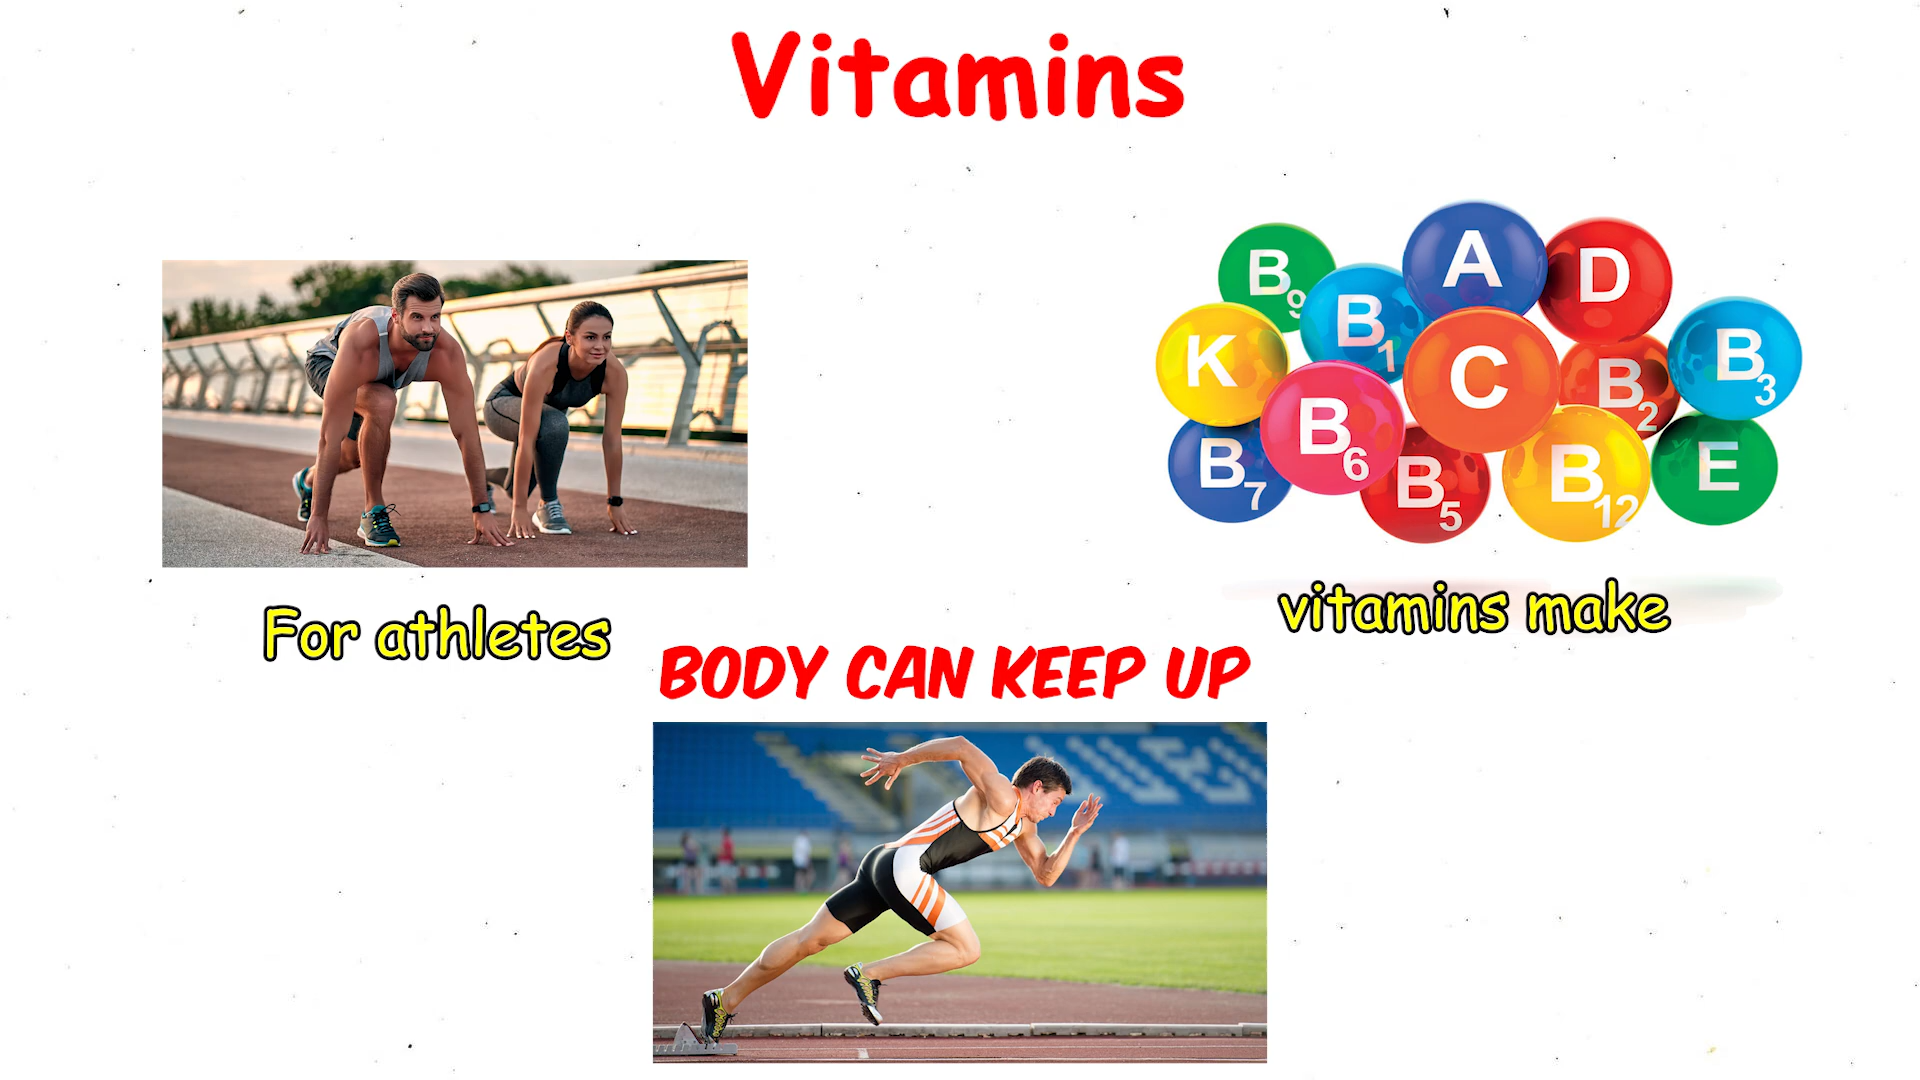 Vitamins
For athletes
B9
B1
A
D
K
B6
C
B2
B3
B7
B5
B12
E
vitamins make
BODY CAN KEEP UP